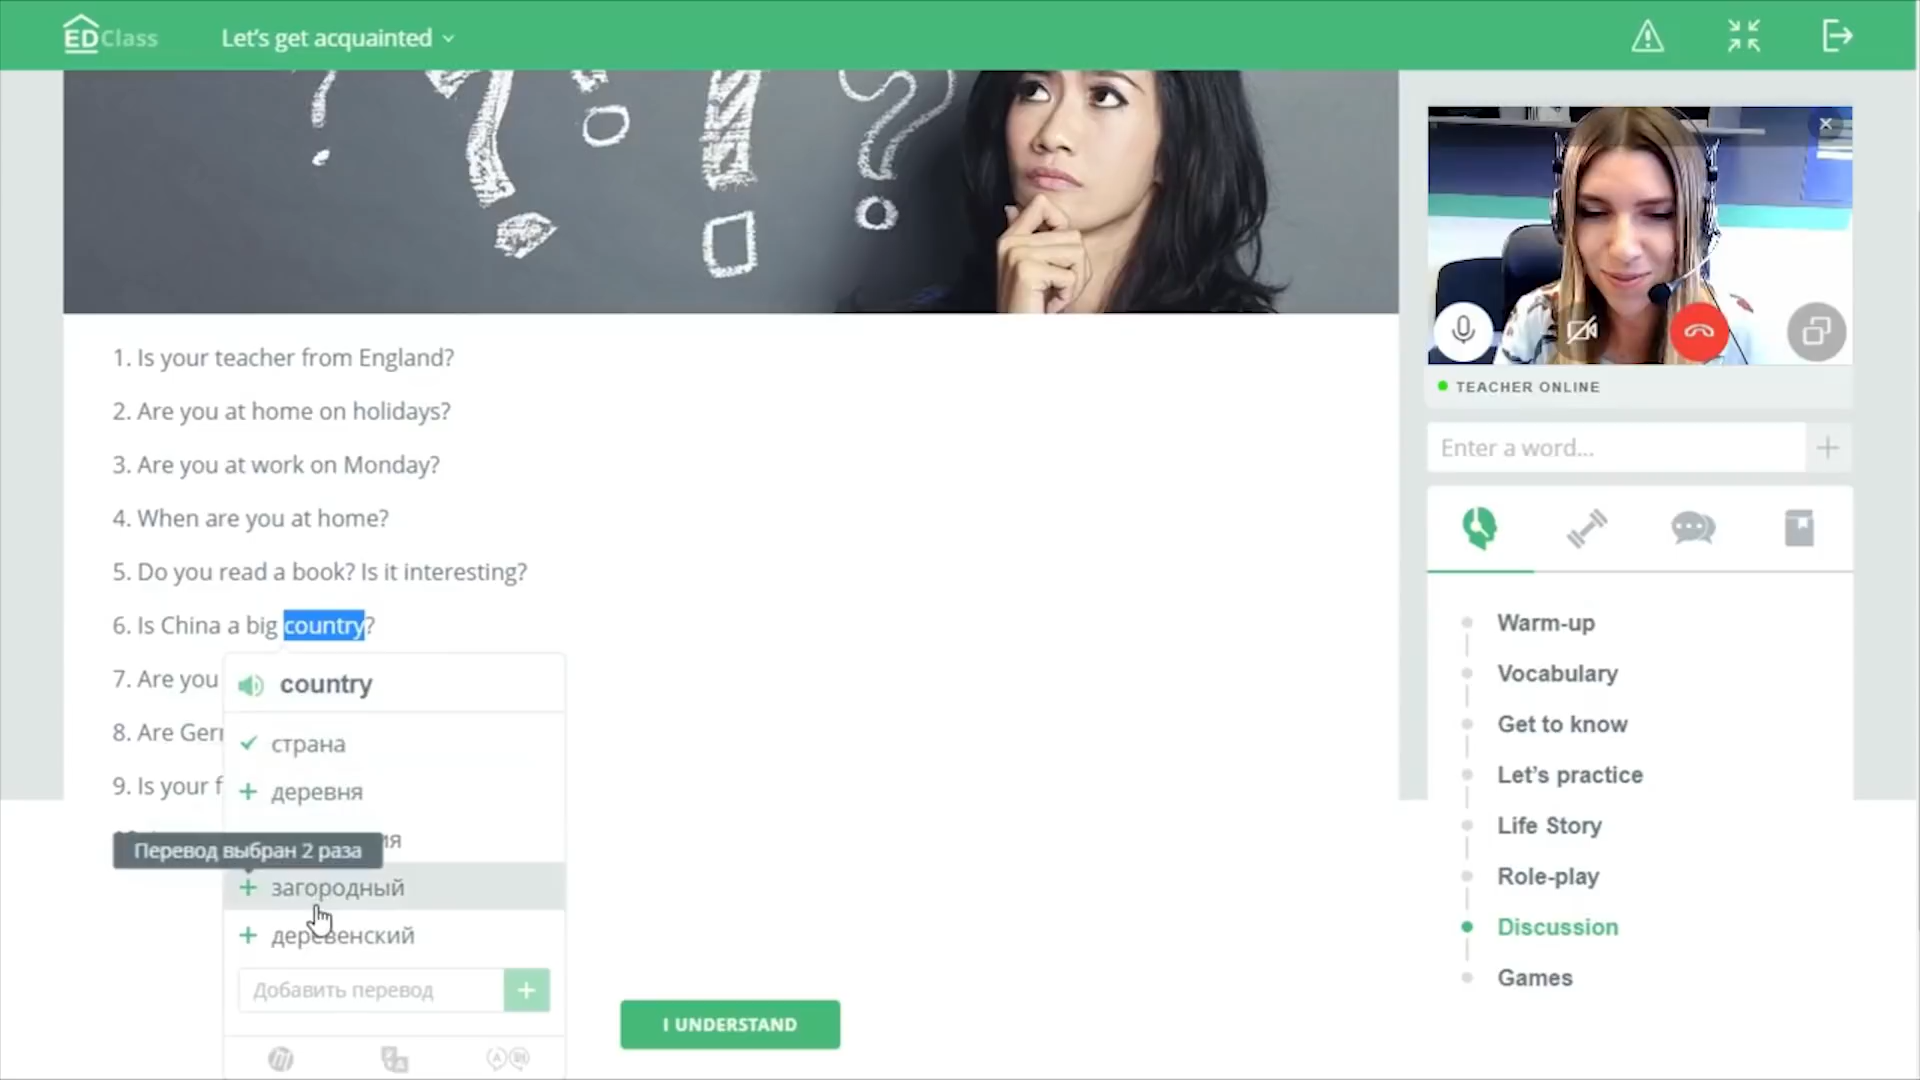 EDClass
Let's get acquainted
1. Is your teacher from England?
2. Are you at home on holidays?
3. Are you at work on Monday?
4. When are you at home?
5. Do you read a book? Is it interesting?
6. Is China a big country?
7. Are you
8. Are Ger
9. Is your f
country
страна
деревня
ия
Перевод выбран 2 раза
загородный
деревенский
Добавить перевод
I UNDERSTAND
TEACHER ONLINE
Enter a word...
Warm-up
Vocabulary
Get to know
Let's practice
Life Story
Role-play
Discussion
Games